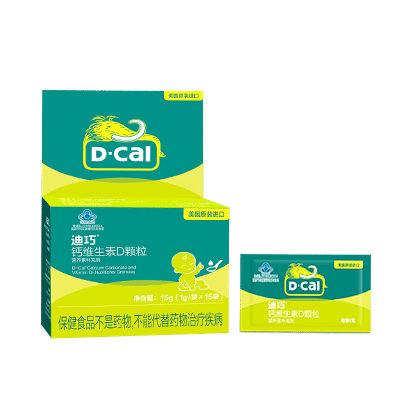 美国原装进口
D·Cal
美国原装进口
迪巧®
钙维生素D颗粒
营养素补充剂
D-Cal® Calcium Carbonate and
Vitamin D₃ Nutritional Granules
净含量：15g（1g/袋×15袋）
保健食品不是药物，不能代替药物治疗疾病
美国原装进口
D·Cal
迪巧®
钙维生素D颗粒
营养素补充剂